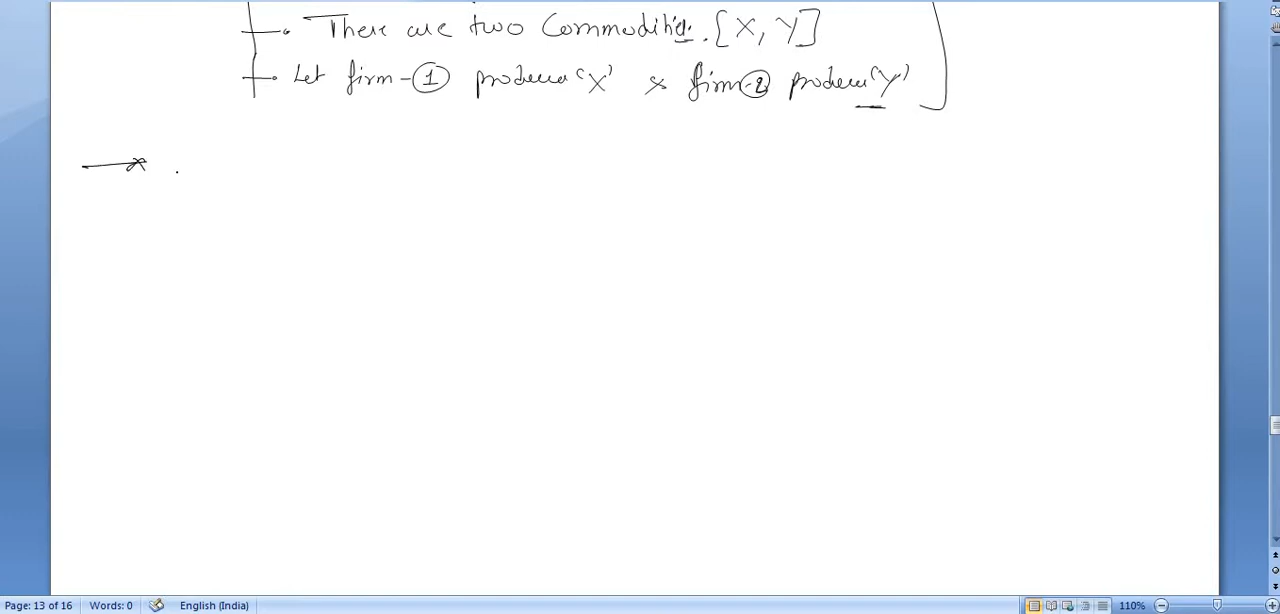 There are two Commodities. [X, Y]
Let firm-① produces 'X' & firm-② produces 'Y'
Page: 13 of 16 Words: 0 English (India) 110%